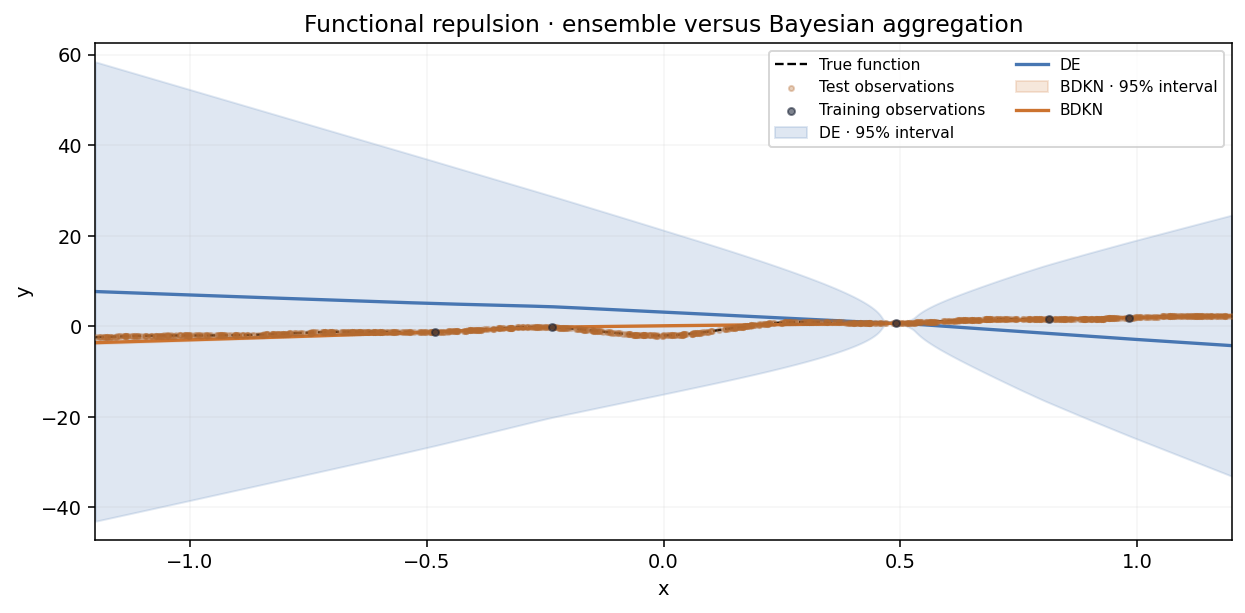 Functional repulsion · ensemble versus Bayesian aggregation
60
40
20
0
−20
−40
y
True function
Test observations
Training observations
DE · 95% interval
DE
BDKN · 95% interval
BDKN
−1.0
−0.5
0.0
0.5
1.0
x